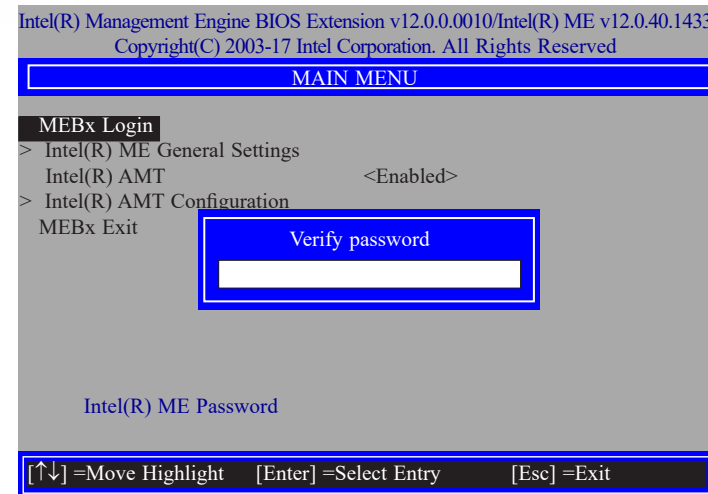 Intel(R) Management Engine BIOS Extension v12.0.0.0010/Intel(R) ME v12.0.40.1433
Copyright(C) 2003-17 Intel Corporation. All Rights Reserved
MAIN MENU
MEBx Login
> Intel(R) ME General Settings
Intel(R) AMT <Enabled>
> Intel(R) AMT Configuration
MEBx Exit
Verify password
Intel(R) ME Password
[↑↓] =Move Highlight [Enter] =Select Entry [Esc] =Exit